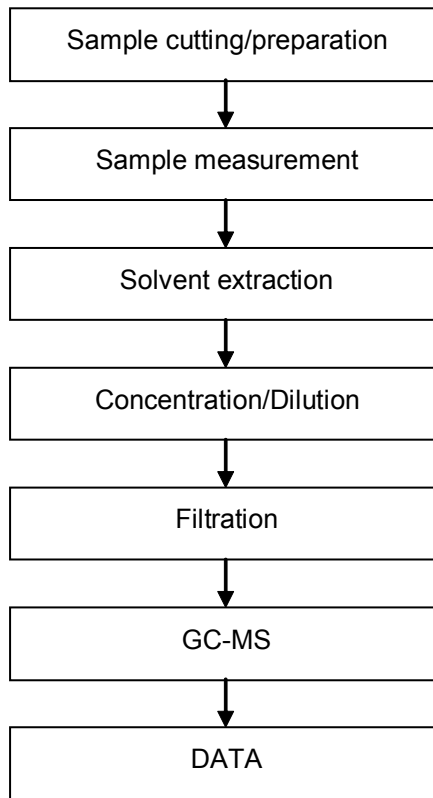 Sample cutting/preparation
Sample measurement
Solvent extraction
Concentration/Dilution
Filtration
GC-MS
DATA